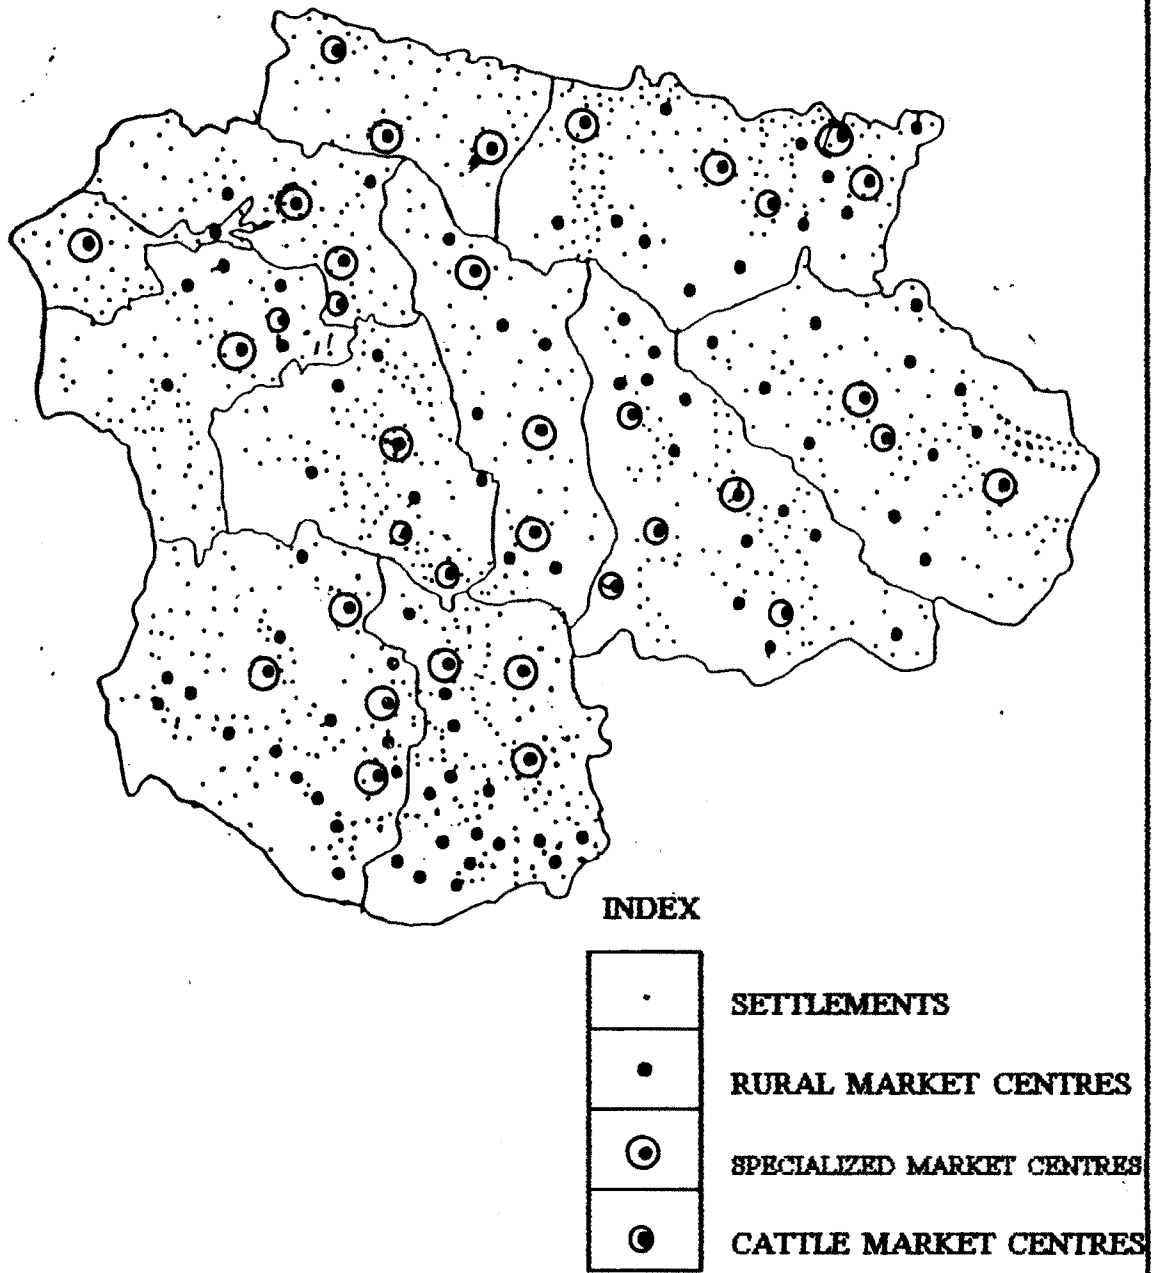 INDEX
SETTLEMENTS
RURAL MARKET CENTRES
SPECIALIZED MARKET CENTRES
CATTLE MARKET CENTRES